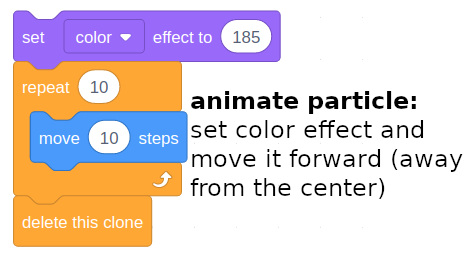 set color effect to 185
repeat 10
move 10 steps
delete this clone
animate particle:
set color effect and
move it forward (away
from the center)